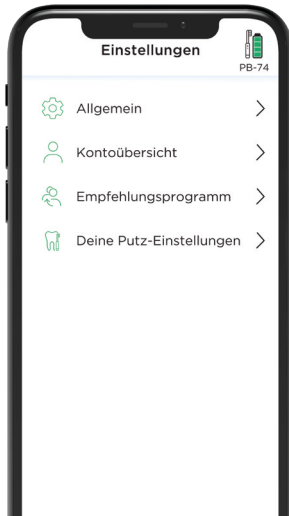 Einstellungen
PB-74
Allgemein
Kontoübersicht
Empfehlungsprogramm
Deine Putz-Einstellungen